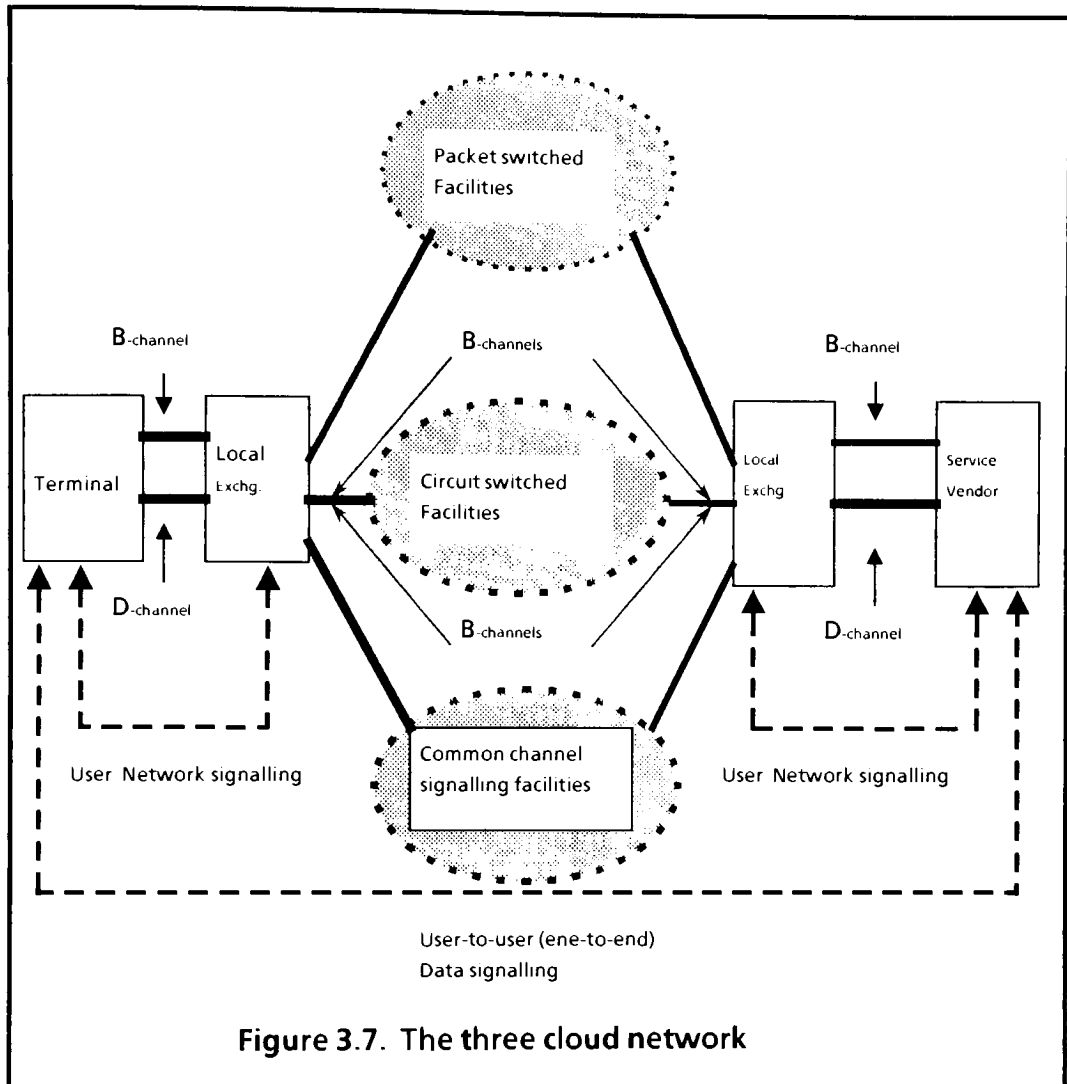 Packet switched
Facilities
B-channel
B-channels
B-channel
Terminal
Local
Exchg.
Circuit switched
Facilities
Local
Exchg
Service
Vendor
D-channel
B-channels
D-channel
User Network signalling
Common channel
signalling facilities
User Network signalling
User-to-user (ene-to-end)
Data signalling
Figure 3.7. The three cloud network